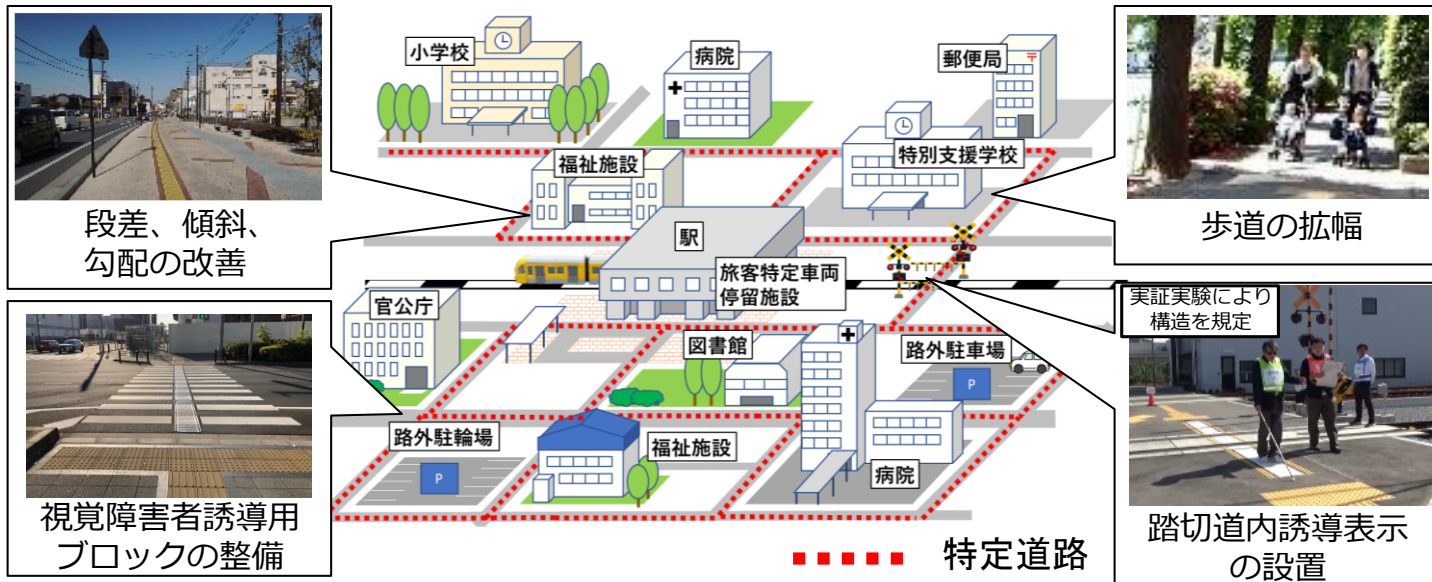 小学校
病院
郵便局
〒
福祉施設
特別支援学校
段差、傾斜、
勾配の改善
歩道の拡幅
駅
旅客特定車両
停留施設
官公庁
実証実験により
構造を規定
図書館
路外駐車場
P
路外駐輪場
P
福祉施設
病院
視覚障害者誘導用
ブロックの整備
踏切道内誘導表示
の設置
特定道路